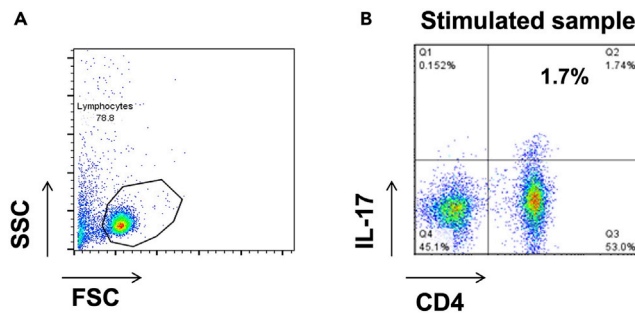 A
Lymphocytes
78.8
SSC
FSC
B
Stimulated sample
Q1
0.152%
Q2
1.74%
1.7%
IL-17
Q4
45.1%
Q3
53.0%
CD4